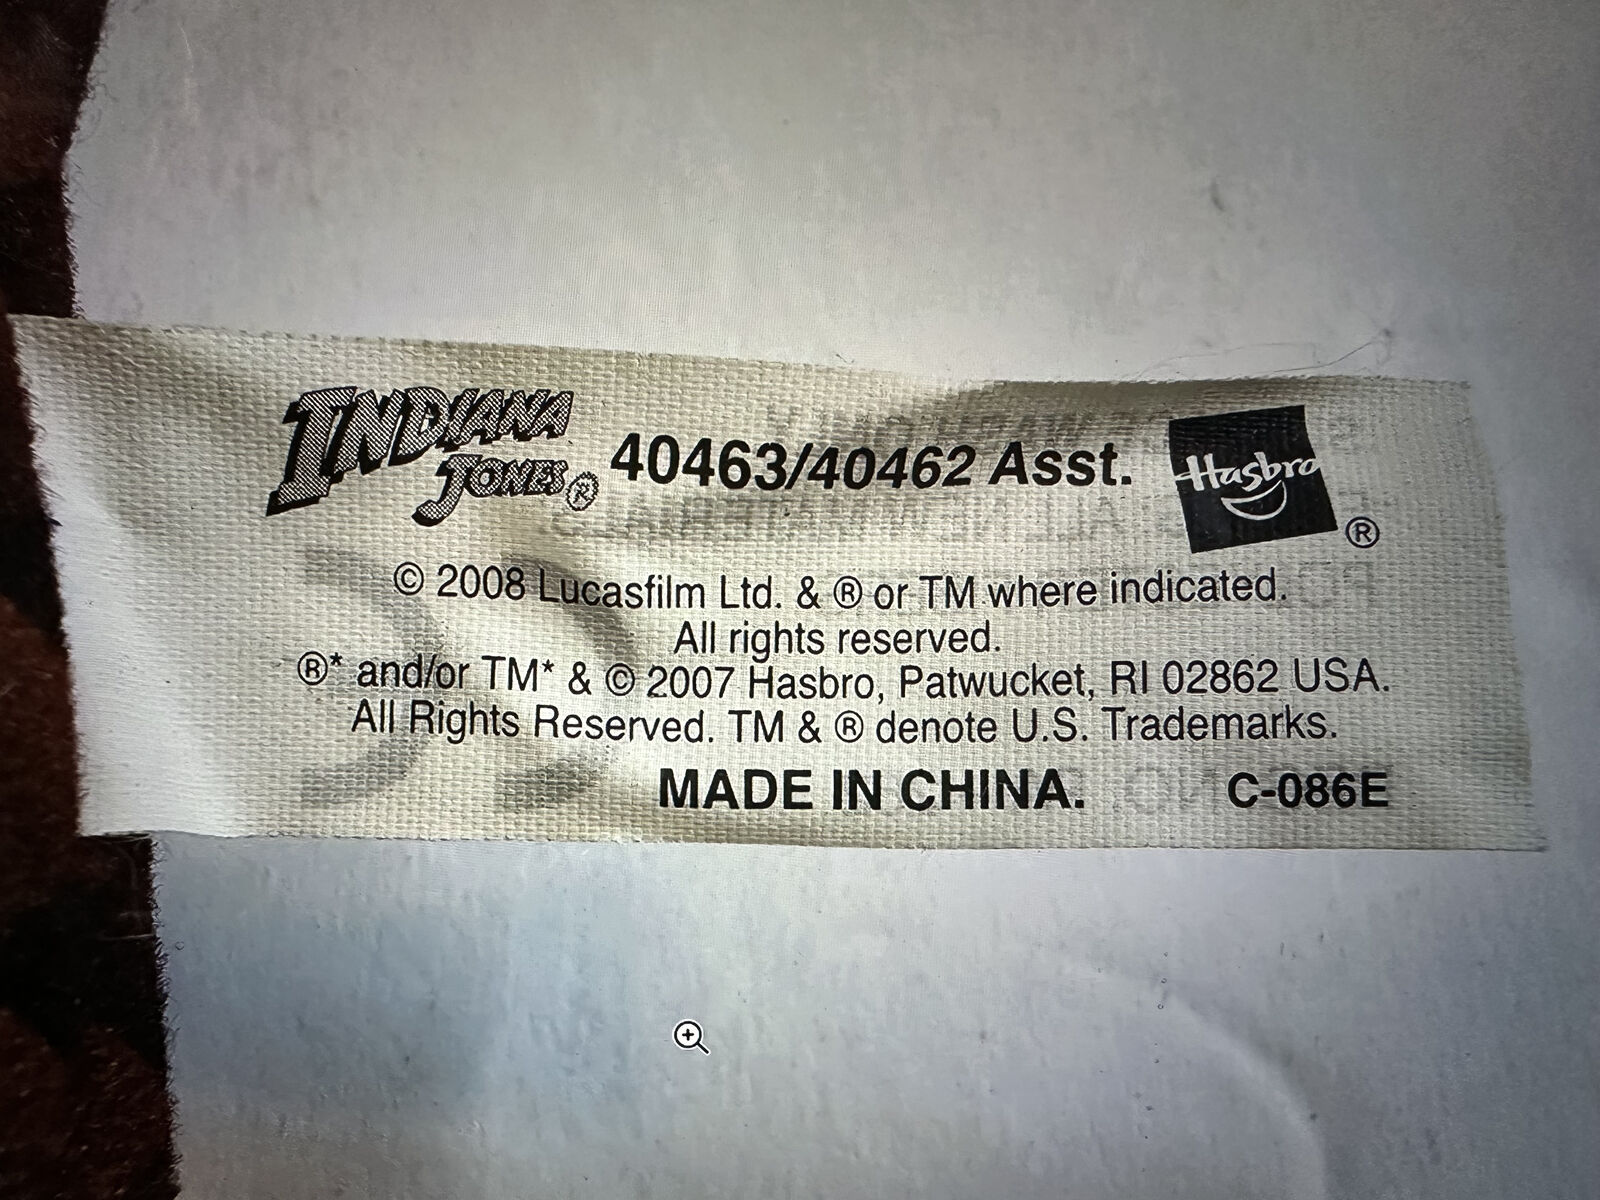 INDIANA JONES® 40463/40462 Asst. Hasbro ®
© 2008 Lucasfilm Ltd. & ® or TM where indicated.
All rights reserved.
®* and/or TM* & © 2007 Hasbro, Patwucket, RI 02862 USA.
All Rights Reserved. TM & ® denote U.S. Trademarks.
MADE IN CHINA. C-086E